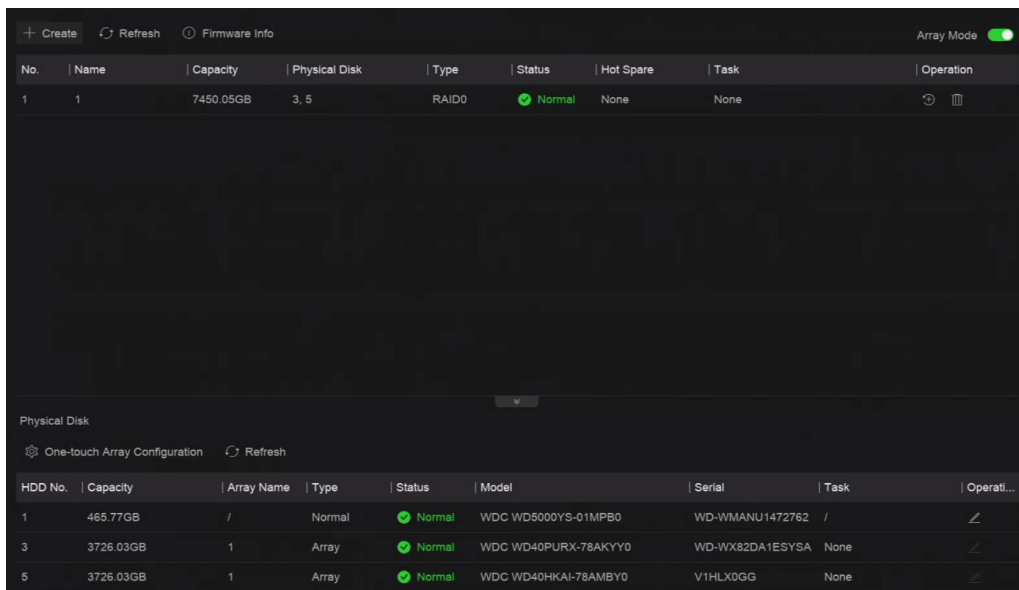 Create Refresh Firmware Info Array Mode
No. Name Capacity Physical Disk Type Status Hot Spare Task Operation
1 1 7450.05GB 3, 5 RAID0 Normal None None
Physical Disk
One-touch Array Configuration Refresh
HDD No. Capacity Array Name Type Status Model Serial Task Operati...
1 465.77GB / Normal Normal WDC WD5000YS-01MPB0 WD-WMANU1472762 /
3 3726.03GB 1 Array Normal WDC WD40PURX-78AKYY0 WD-WX82DA1ESYSA None
5 3726.03GB 1 Array Normal WDC WD40HKAI-78AMBY0 V1HLX0GG None